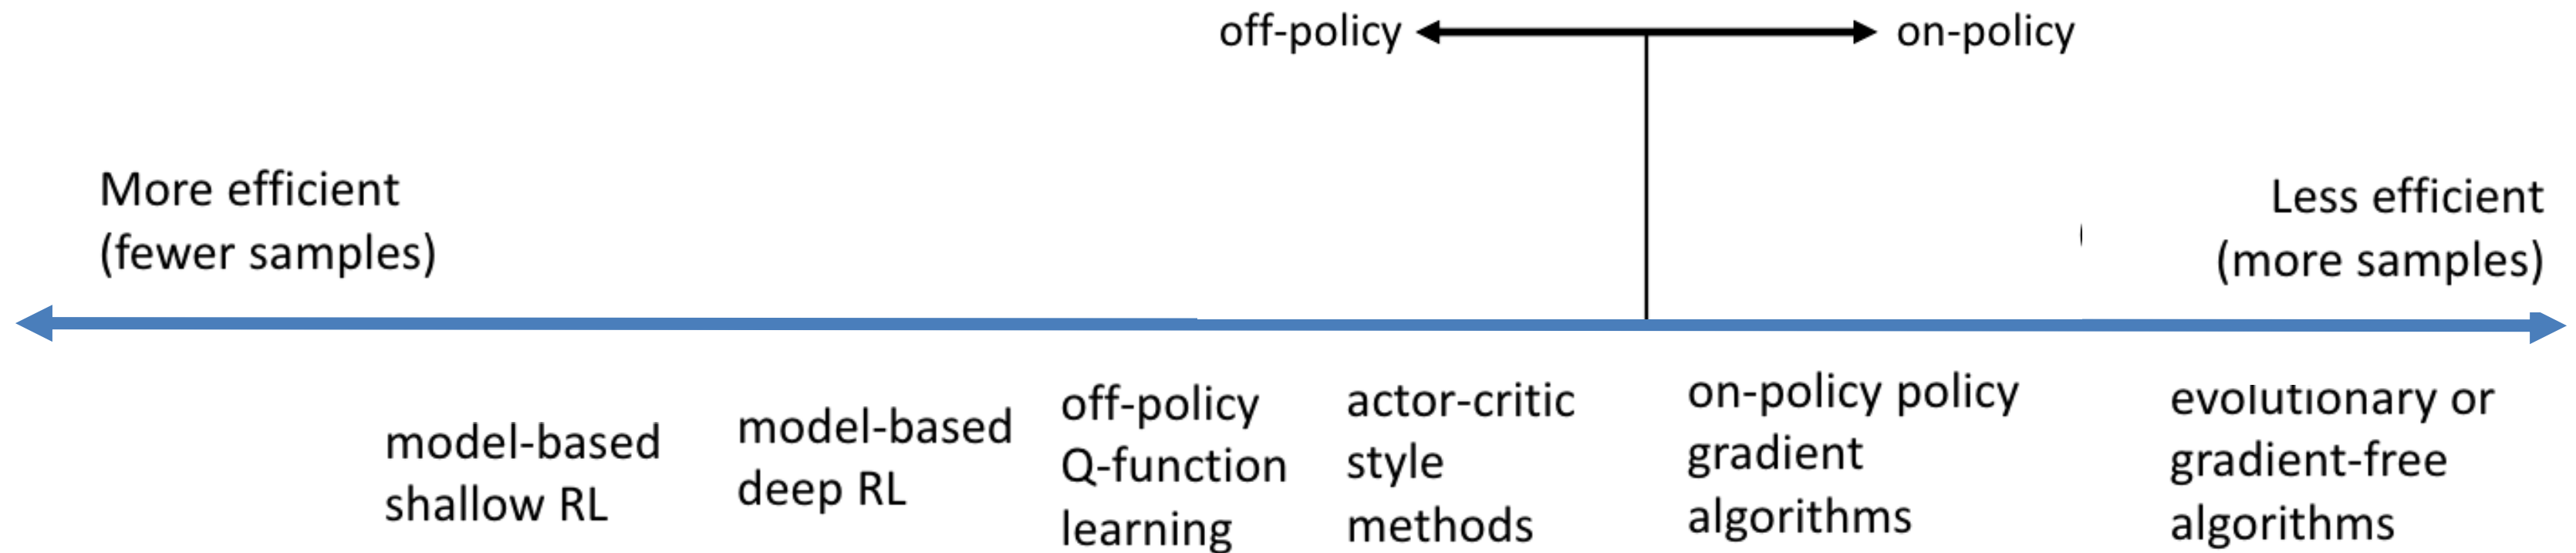 off-policy
on-policy
More efficient
(fewer samples)
Less efficient
(more samples)
model-based
shallow RL
model-based
deep RL
off-policy
Q-function
learning
actor-critic
style
methods
on-policy policy
gradient
algorithms
evolutıonary or
gradient-free
algorithms